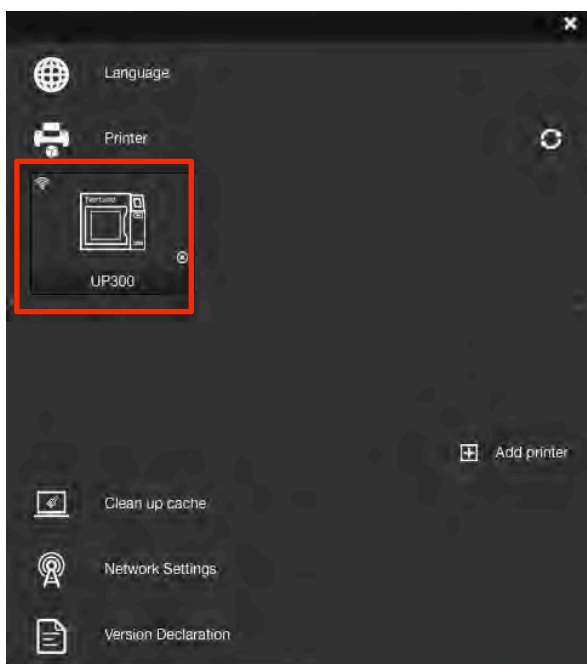 Language
Printer
UP300
Add printer
Clean up cache
Network Settings
Version Declaration